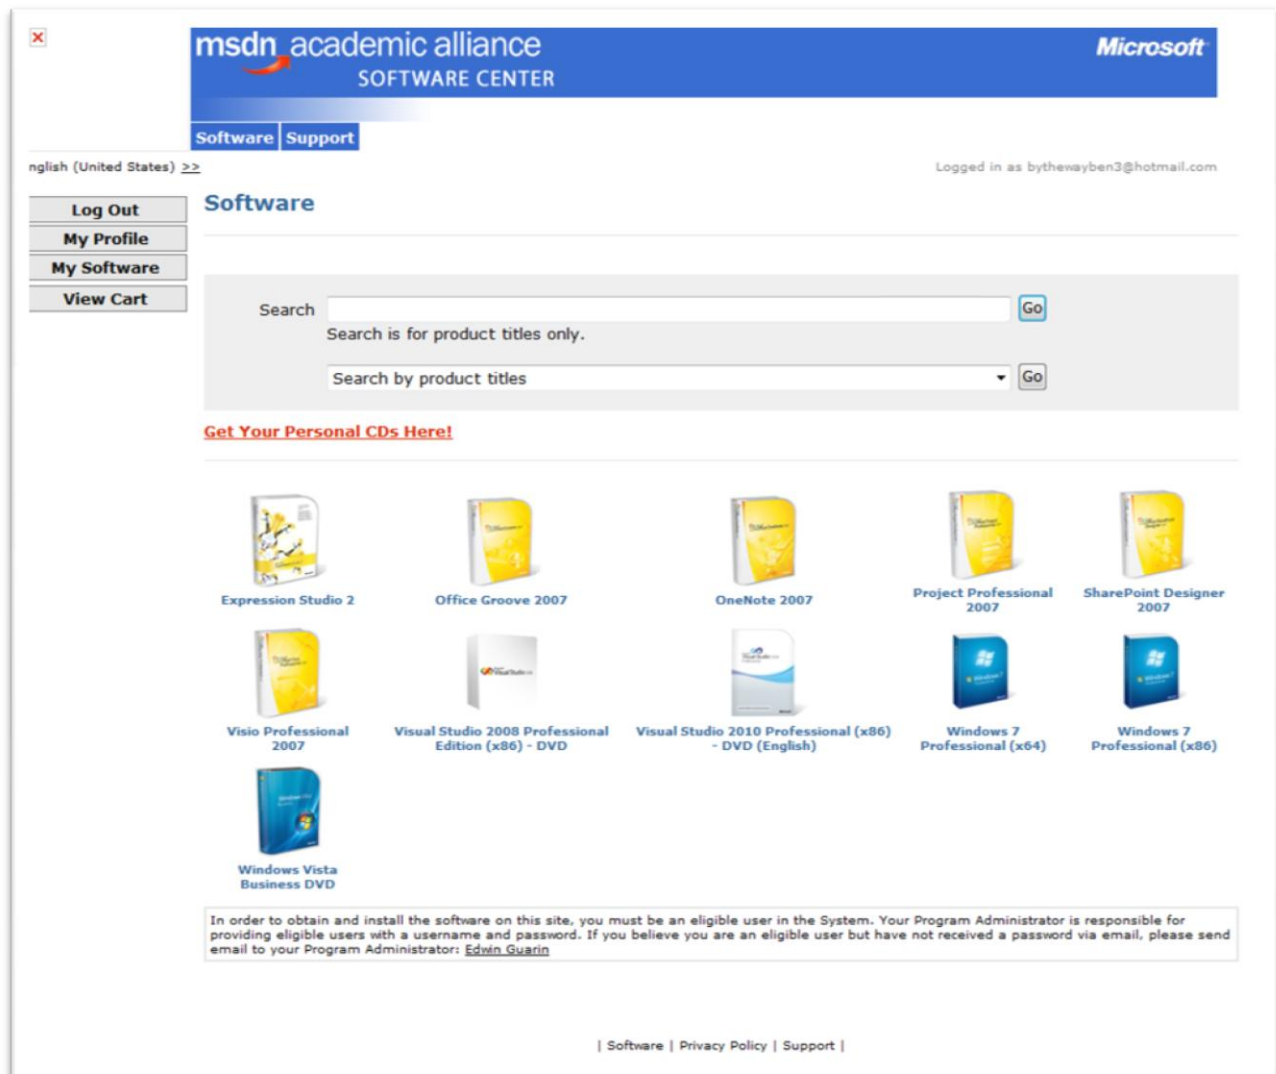 msdn academic alliance
SOFTWARE CENTER
Microsoft
Software Support
nglish (United States) >>
Logged in as bythewayben3@hotmail.com
Log Out
My Profile
My Software
View Cart
Software
Search
Go
Search is for product titles only.
Search by product titles
Go
Get Your Personal CDs Here!
Expression Studio 2
Office Groove 2007
OneNote 2007
Project Professional
2007
SharePoint Designer
2007
Visio Professional
2007
Visual Studio 2008 Professional
Edition (x86) - DVD
Visual Studio 2010 Professional (x86)
- DVD (English)
Windows 7
Professional (x64)
Windows 7
Professional (x86)
Windows Vista
Business DVD
In order to obtain and install the software on this site, you must be an eligible user in the System. Your Program Administrator is responsible for
providing eligible users with a username and password. If you believe you are an eligible user but have not received a password via email, please send
email to your Program Administrator: Edwin Guarin
| Software | Privacy Policy | Support |